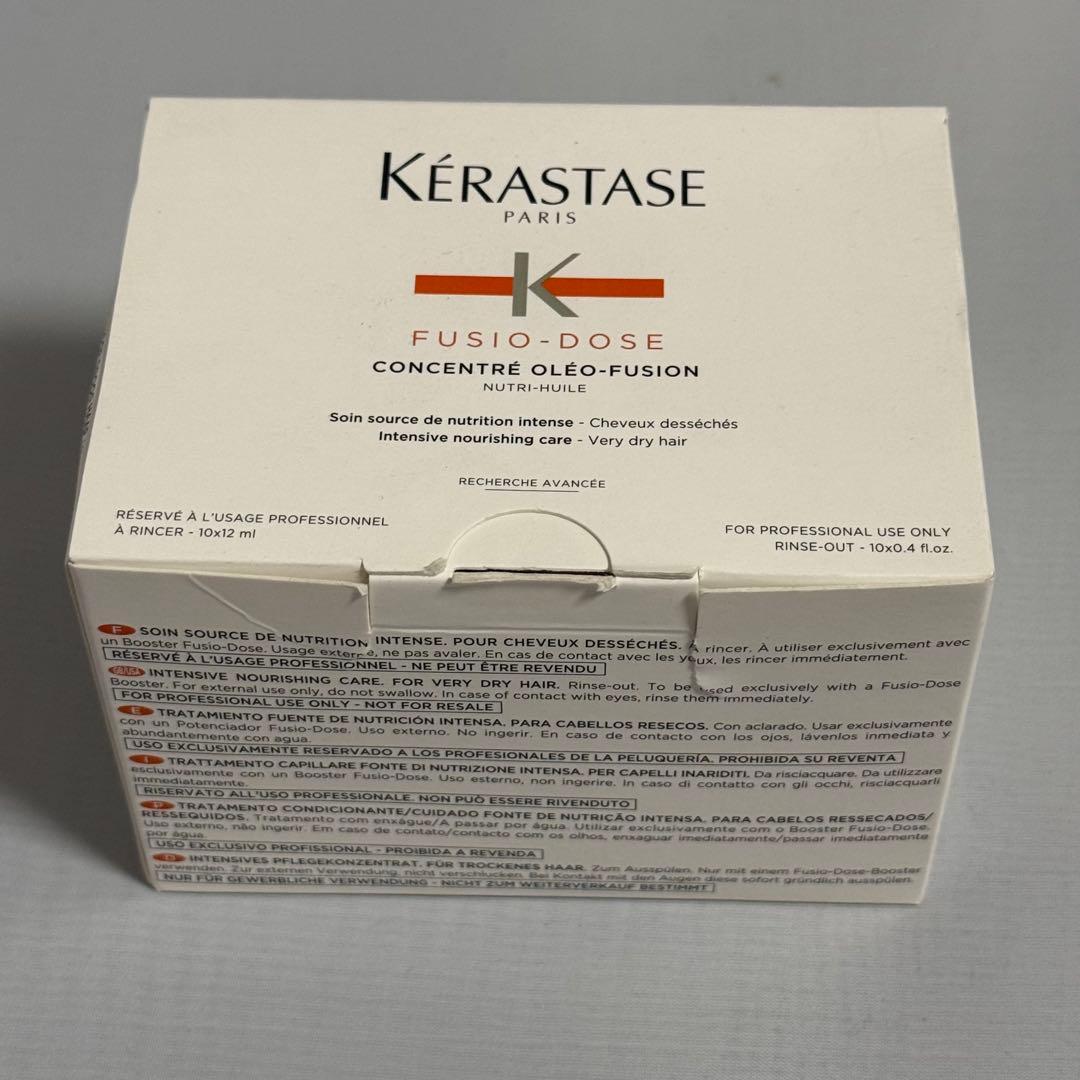 KÉRASTASE
PARIS
K
FUSIO-DOSE
CONCENTRÉ OLÉO-FUSION
NUTRI-HUILE
Soin source de nutrition intense - Cheveux desséchés
Intensive nourishing care - Very dry hair
RECHERCHE AVANCÉE
RÉSERVÉ À L'USAGE PROFESSIONNEL
À RINCER - 10x12 ml
FOR PROFESSIONAL USE ONLY
RINSE-OUT - 10x0.4 fl.oz.
F SOIN SOURCE DE NUTRITION INTENSE. POUR CHEVEUX DESSÉCHÉS. À rincer. À utiliser exclusivement avec
un Booster Fusio-Dose. Usage externe, ne pas avaler. En cas de contact avec les yeux, les rincer immédiatement.
RÉSERVÉ À L'USAGE PROFESSIONNEL - NE PEUT ÊTRE REVENDU
GB/USA INTENSIVE NOURISHING CARE. FOR VERY DRY HAIR. Rinse-out. To be used exclusively with a Fusio-Dose
Booster. For external use only, do not swallow. In case of contact with eyes, rinse them immediately.
FOR PROFESSIONAL USE ONLY - NOT FOR RESALE
E TRATAMIENTO FUENTE DE NUTRICIÓN INTENSA. PARA CABELLOS RESECOS. Con aclarado. Usar exclusivamente
con un Potenciador Fusio-Dose. Uso externo. No ingerir. En caso de contacto con los ojos, lávenlos inmediata y
abundantemente con agua.
USO EXCLUSIVAMENTE RESERVADO A LOS PROFESIONALES DE LA PELUQUERÍA. PROHIBIDA SU REVENTA
I TRATTAMENTO CAPILLARE FONTE DI NUTRIZIONE INTENSA. PER CAPELLI INARIDITI. Da risciacquare. Da utilizzare
esclusivamente con un Booster Fusio-Dose. Uso esterno, non ingerire. In caso di contatto con gli occhi, risciacquarli
immediatamente.
RISERVATO ALL'USO PROFESSIONALE. NON PUÒ ESSERE RIVENDUTO
P TRATAMENTO CONDICIONANTE/CUIDADO FONTE DE NUTRIÇÃO INTENSA. PARA CABELOS RESSECADOS/
RESSEQUIDOS. Tratamento com enxágue/A passar por água. Utilizar exclusivamente com o Booster Fusio-Dose.
Uso externo, não ingerir. Em caso de contato/contacto com os olhos, enxaguar imediatamente/passar imediatamente
por água.
USO EXCLUSIVO PROFISSIONAL - PROIBIDA A REVENDA
D INTENSIVES PFLEGEKONZENTRAT. FÜR TROCKENES HAAR. Zum Ausspülen. Nur mit einem Fusio-Dose-Booster
verwenden. Zur externen Verwendung, nicht verschlucken. Bei Kontakt mit den Augen diese sofort gründlich ausspülen.
NUR FÜR GEWERBLICHE VERWENDUNG - NICHT ZUM WEITERVERKAUF BESTIMMT